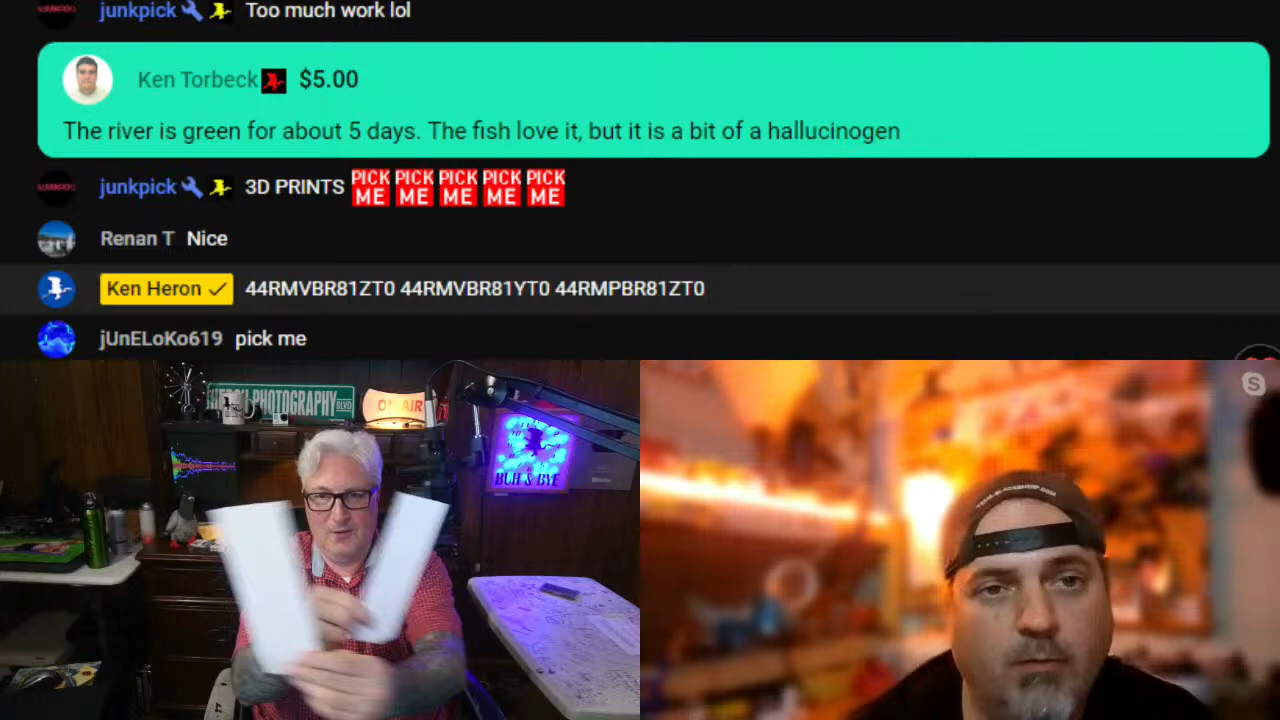 junkpick Too much work lol
Ken Torbeck $5.00
The river is green for about 5 days. The fish love it, but it is a bit of a hallucinogen
junkpick 3D PRINTS PICK ME PICK ME PICK ME PICK ME PICK ME
Renan T Nice
Ken Heron 44RMVBR81ZT0 44RMVBR81YT0 44RMPBR81ZT0
jUnELoKo619 pick me
HERON PHOTOGRAPHY BLVD
ON AIR
BUH & BYE
S